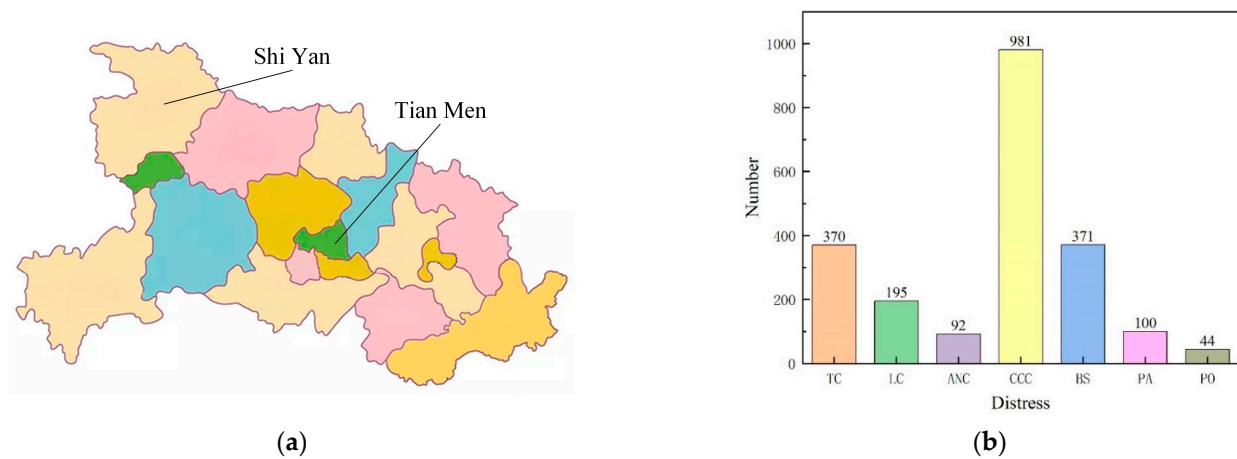 Shi Yan
Tian Men
(a)
Number
1000
800
600
400
200
0
370
195
92
981
371
100
44
TC
LC
ANC
CCC
BS
PA
PO
Distress
(b)